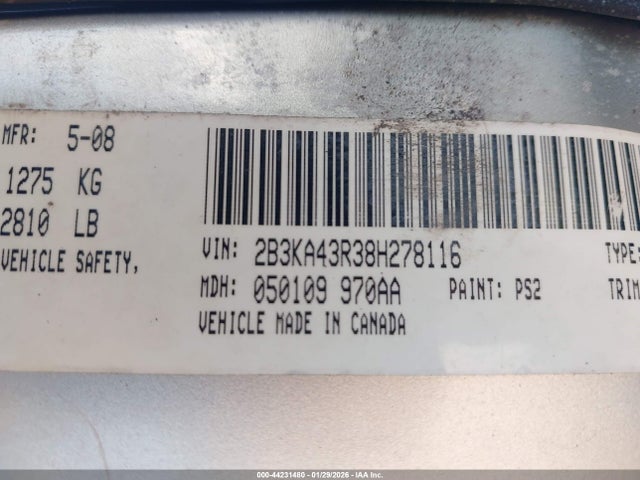 MFR: 5-08
1275 KG
2810 LB
VEHICLE SAFETY,
VIN: 2B3KA43R38H278116
TYPE:
MDH: 050109 970AA
PAINT: PS2
TRIM
VEHICLE MADE IN CANADA
000-44231460 | 01/29/2026 | IAA Inc.